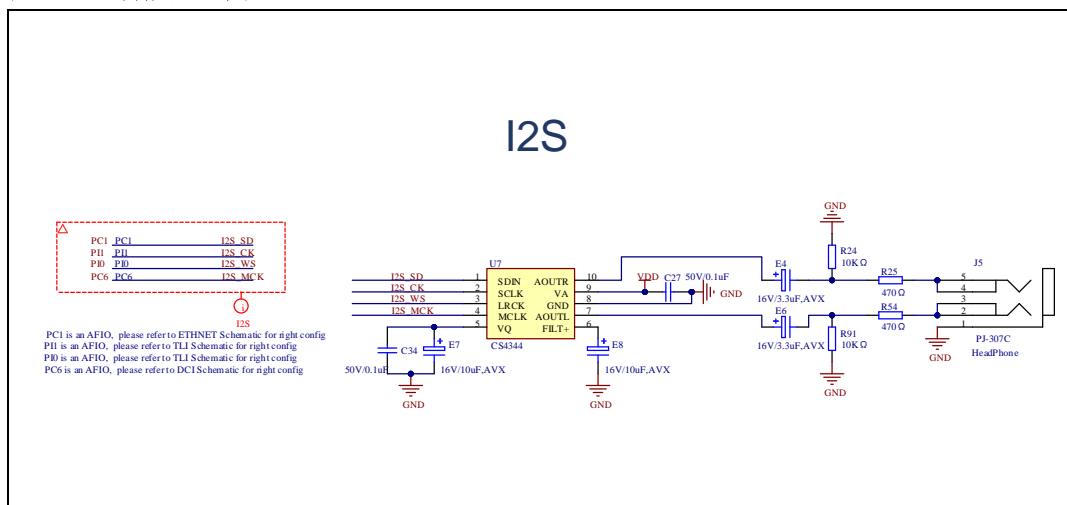 I2S
PC1 PC1 I2S_SD
PI1 PI1 I2S_CK
PI0 PI0 I2S_WS
PC6 PC6 I2S_MCK
I2S
PC1 is an AFIO, please refer to ETHNET Schematic for right config
PI1 is an AFIO, please refer to TLI Schematic for right config
PI0 is an AFIO, please refer to TLI Schematic for right config
PC6 is an AFIO, please refer to DCI Schematic for right config
U7
I2S_SD 1 SDIN AOUTR 10
I2S_CK 2 SCLK VA 9
I2S_WS 3 LRCK GND 8
I2S_MCK 4 MCLK AOUTL 7
5 VQ FILT+ 6
CS4344
C34
50V/0.1uF
E7
16V/10uF,AVX
GND
E8
16V/10uF,AVX
GND
VDD C27 50V/0.1uF
GND
E4
16V/3.3uF,AVX
E6
16V/3.3uF,AVX
GND
R24
10KΩ
R25
470Ω
R54
470Ω
R91
10KΩ
GND
J5
5
4
3
2
1
GND
PJ-307C
HeadPhone